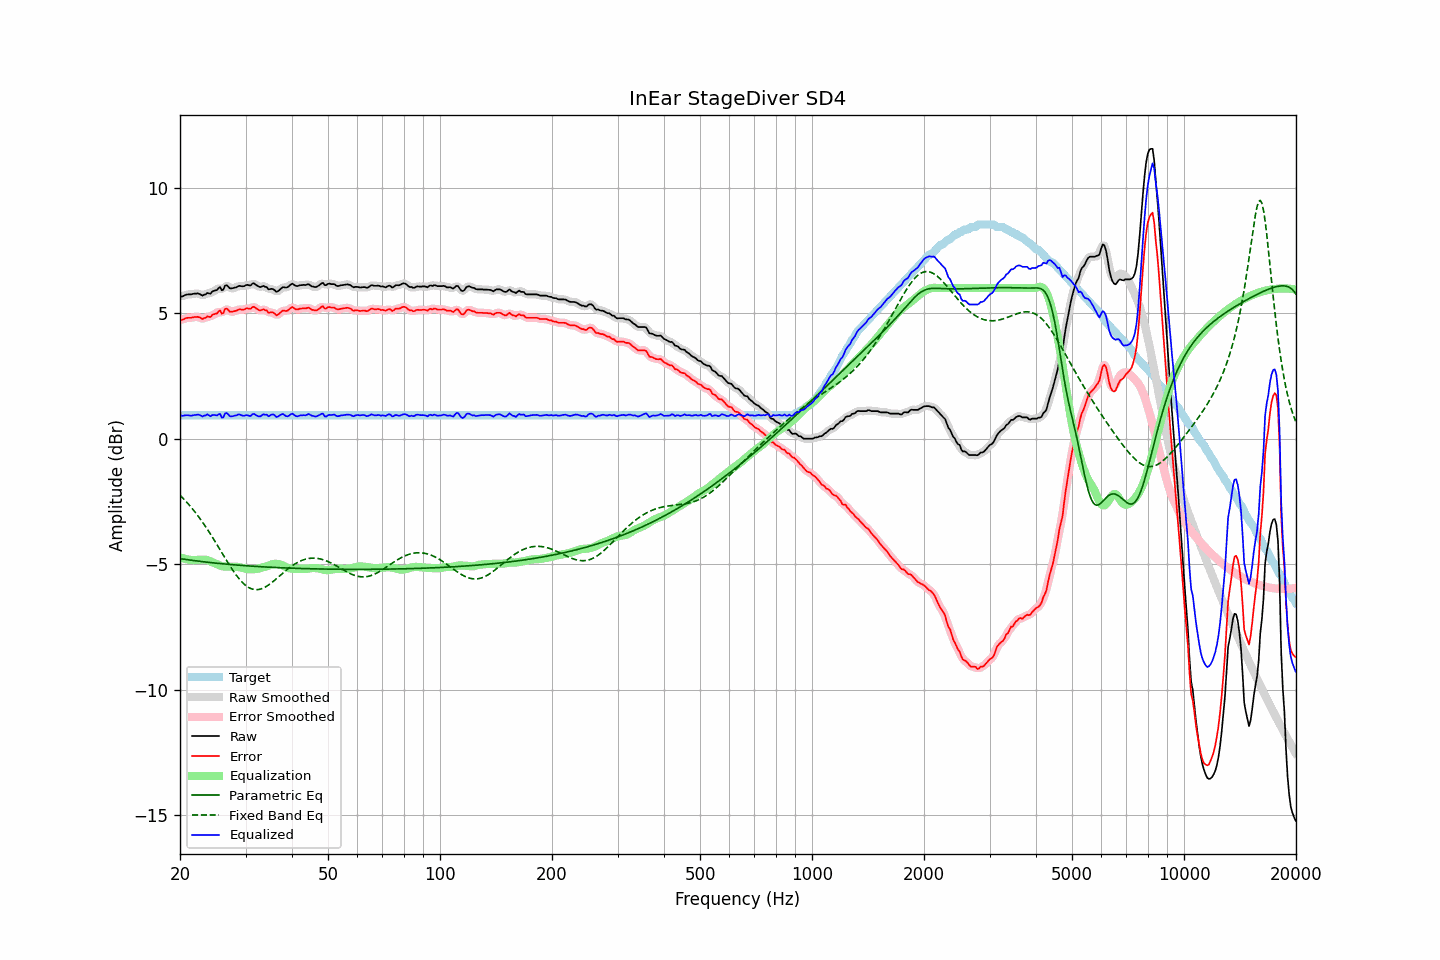 InEar StageDiver SD4
Amplitude (dBr)
10
5
0
−5
−10
−15
Target
Raw Smoothed
Error Smoothed
Raw
Error
Equalization
Parametric Eq
Fixed Band Eq
Equalized
20
50
100
200
500
1000
2000
5000
10000
20000
Frequency (Hz)